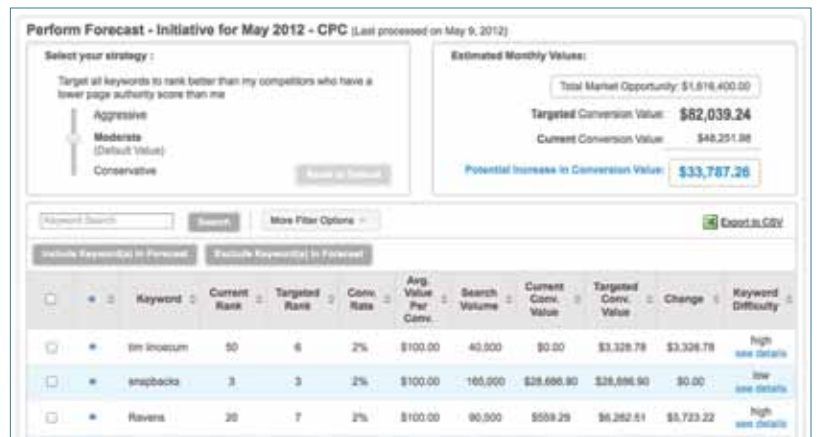 Perform Forecast - Initiative for May 2012 - CPC (Last processed on May 9, 2012)
Select your strategy :
Target all keywords to rank better than my competitors who have a
lower page authority score than me
Aggressive
Moderate
(Default Value)
Conservative
Reset to Default
Estimated Monthly Values:
Total Market Opportunity: $1,616,400.00
Targeted Conversion Value: $82,039.24
Current Conversion Value: $48,251.98
Potential Increase in Conversion Value: $33,787.26
Keyword Search Search More Filter Options Export to CSV
Include Keyword(s) in Forecast Exclude Keyword(s) in Forecast
Keyword Current Rank Targeted Rank Conv. Rate Avg. Value Per Conv. Search Volume Current Conv. Value Targeted Conv. Value Change Keyword Difficulty
tim lincecum 50 6 2% $100.00 40,500 $0.00 $3,328.78 $3,328.78 high
see details
snapbacks 3 3 2% $100.00 165,000 $28,686.90 $28,686.90 $0.00 low
see details
Ravens 20 7 2% $100.00 90,500 $559.29 $6,282.51 $5,723.22 high
see details